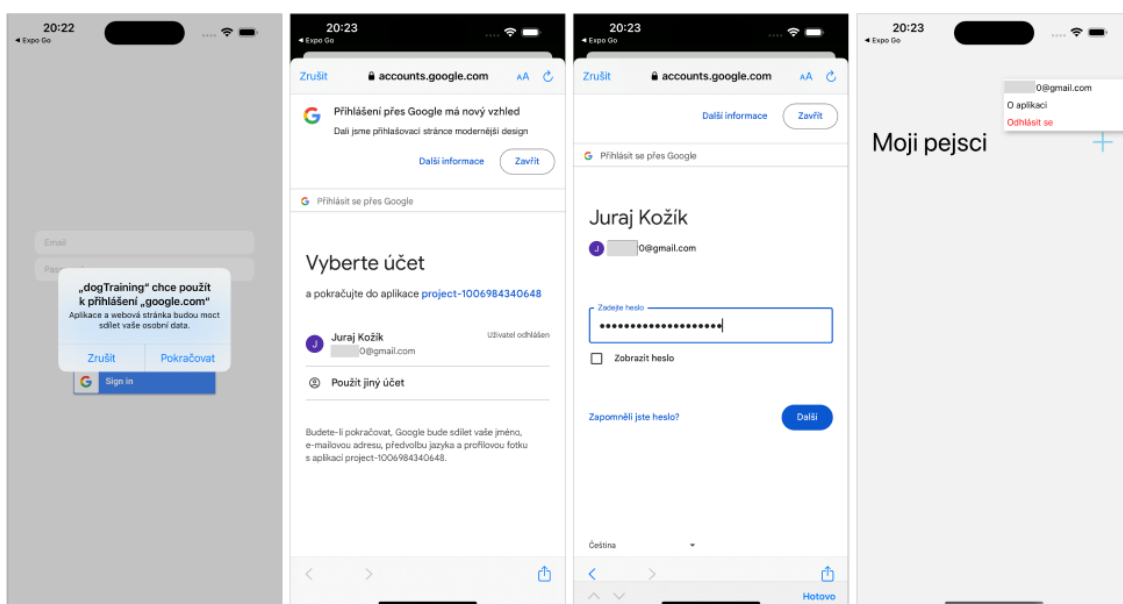 20:22
◄ Expo Go
Email
„dogTraining“ chce použít
k přihlášení „google.com“
Aplikace a webová stránka budou moct
sdílet vaše osobní data.
Zrušit
Pokračovat
Sign in
20:23
◄ Expo Go
Zrušit
accounts.google.com
AA
Přihlášení přes Google má nový vzhled
Dali jsme přihlašovací stránce modernější design
Další informace
Zavřít
Přihlásit se přes Google
Vyberte účet
a pokračujte do aplikace project-1006984340648
Juraj Kožík
Uživatel odhlášen
0@gmail.com
Použít jiný účet
Budete-li pokračovat, Google bude sdílet vaše jméno,
e-mailovou adresu, předvolbu jazyka a profilovou fotku
s aplikací project-1006984340648.
20:23
◄ Expo Go
Zrušit
accounts.google.com
AA
Další informace
Zavřít
Přihlásit se přes Google
Juraj Kožík
J
0@gmail.com
Zadejte heslo
••••••••••••••••••••
Zobrazit heslo
Zapomněli jste heslo?
Další
Čeština
Hotovo
20:23
◄ Expo Go
0@gmail.com
O aplikaci
Odhlásit se
Moji pejsci